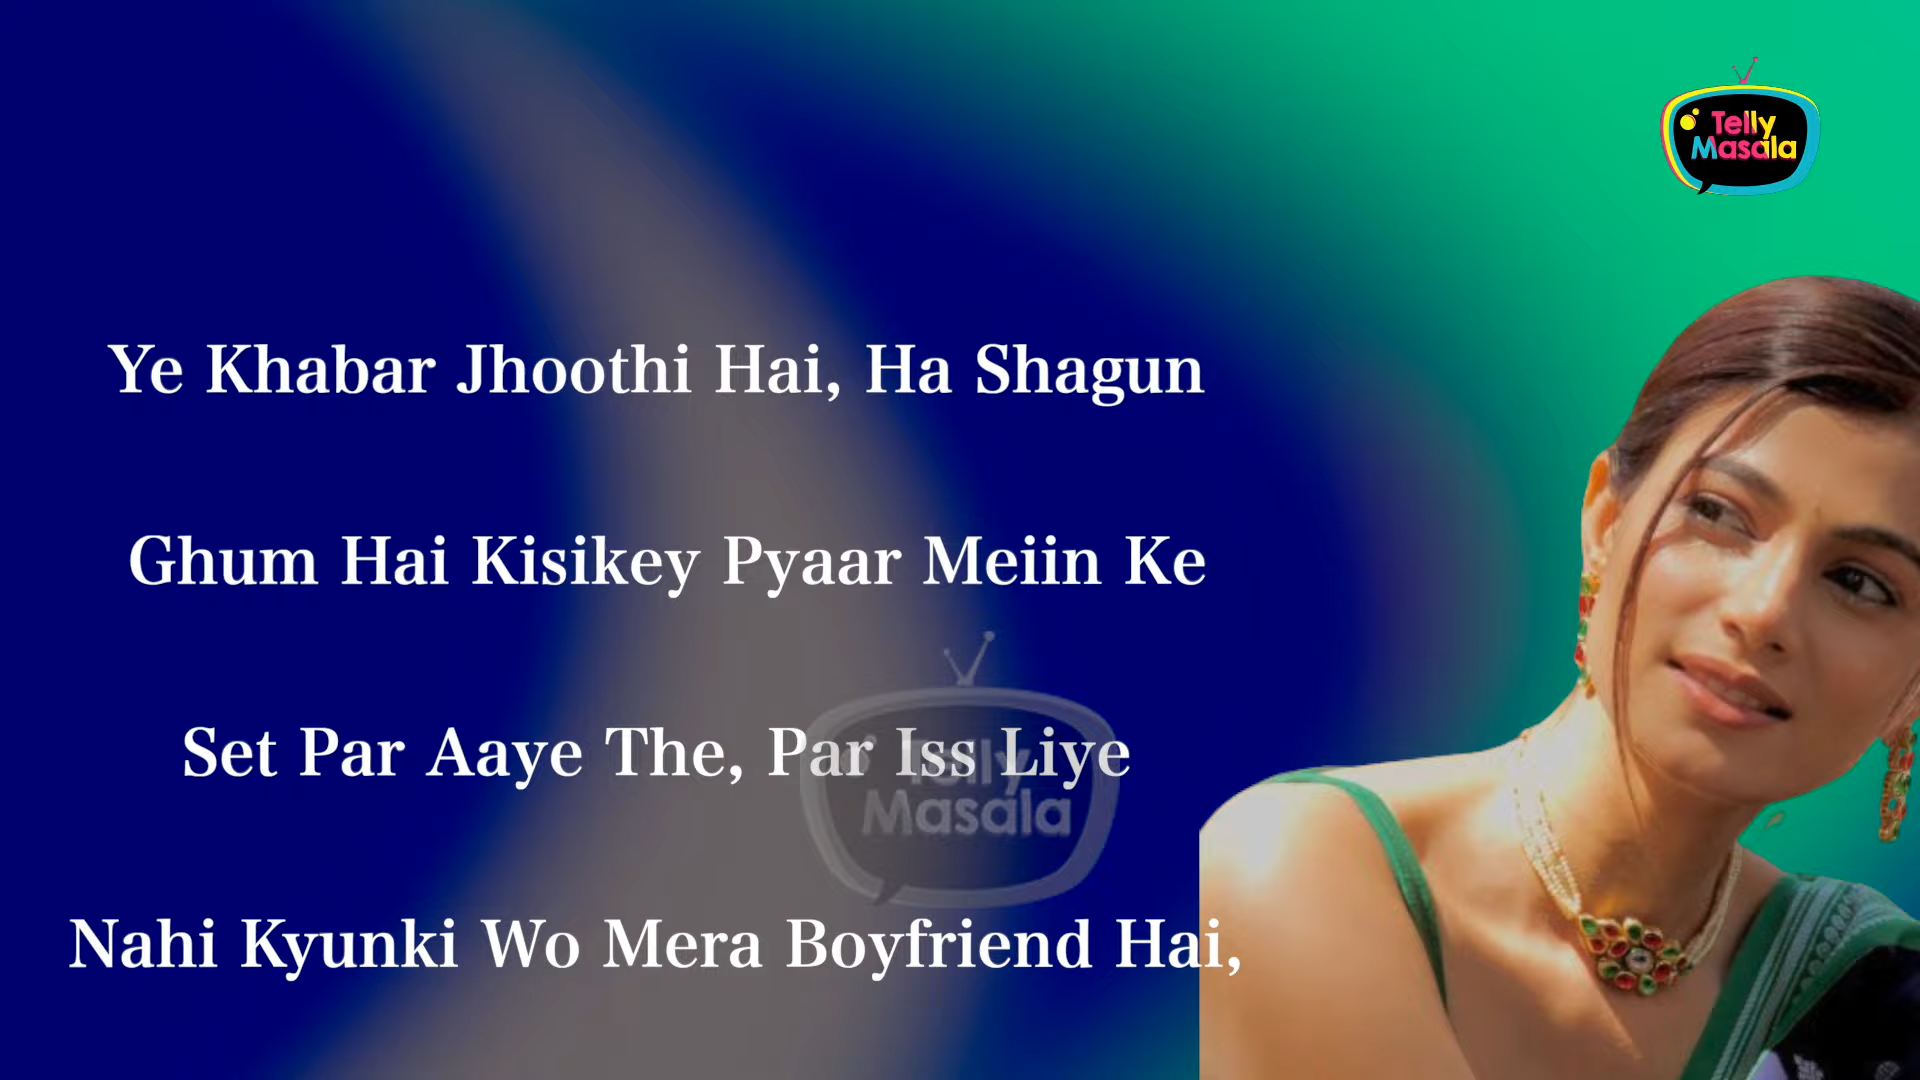 Telly
Masala
Ye Khabar Jhoothi Hai, Ha Shagun
Ghum Hai Kisikey Pyaar Meiin Ke
Set Par Aaye The, Par Iss Liye
Telly
Masala
Nahi Kyunki Wo Mera Boyfriend Hai,